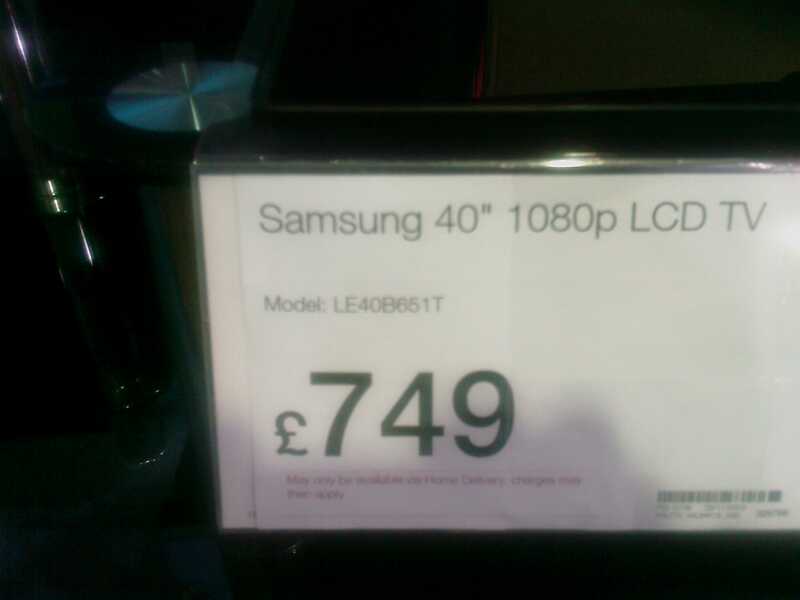 Samsung 40" 1080p LCD TV
Model: LE40B651T
£749
May only be available via Home Delivery, charges may
then apply